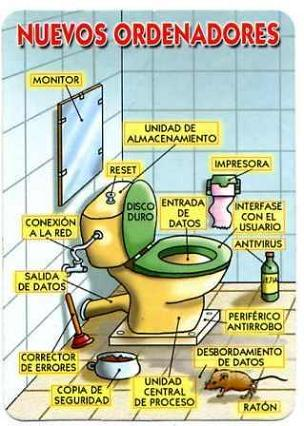 NUEVOS ORDENADORES
MONITOR
UNIDAD DE
ALMACENAMIENTO
RESET
IMPRESORA
DISCO
DURO
ENTRADA
DE
DATOS
INTERFASE
CON EL
USUARIO
CONEXIÓN
A LA RED
ANTIVIRUS
SALIDA
DE DATOS
PERIFÉRICO
ANTIRROBO
CORRECTOR
DE ERRORES
DESBORDAMIENTO
DE DATOS
COPIA DE
SEGURIDAD
UNIDAD
CENTRAL
DE PROCESO
RATÓN